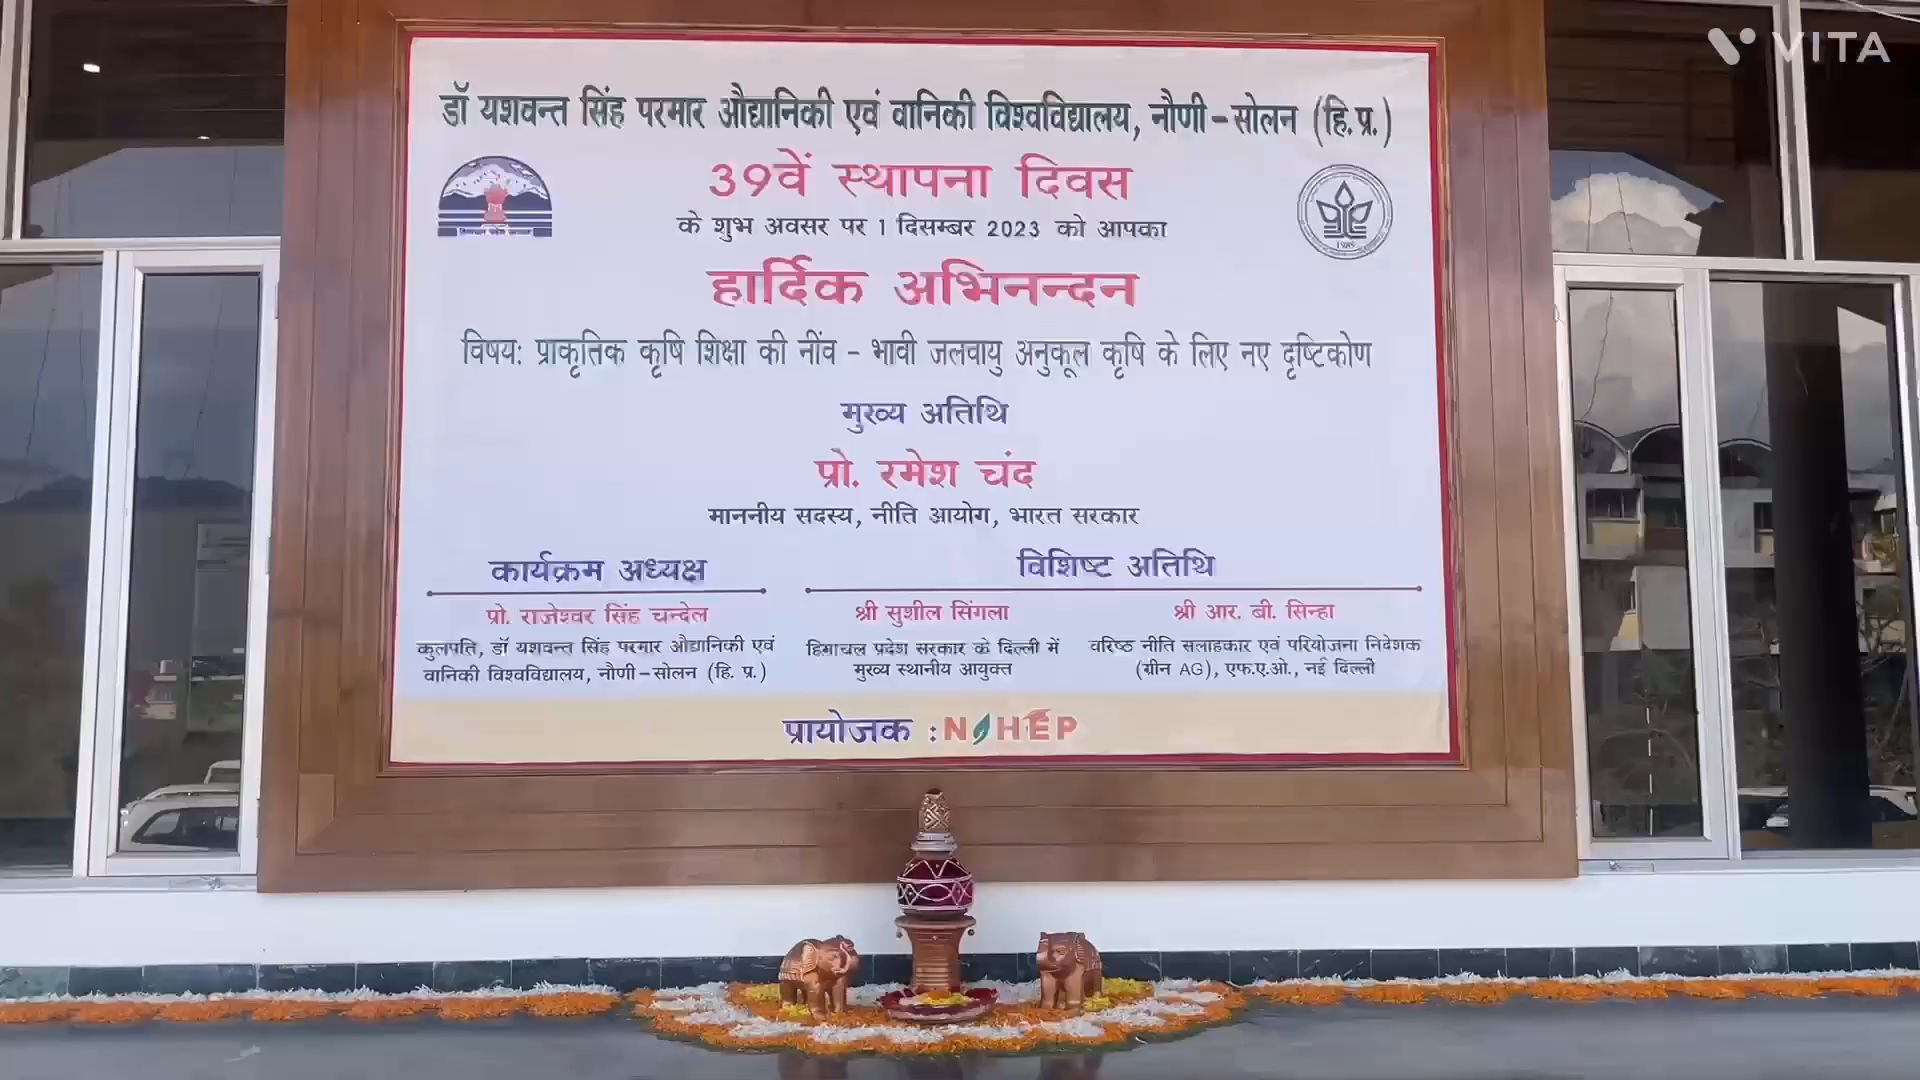 VITA
डॉ यशवन्त सिंह परमार औद्यानिकी एवं वानिकी विश्वविद्यालय, नौणी-सोलन (हि.प्र.)
39वें स्थापना दिवस
के शुभ अवसर पर 1 दिसम्बर 2023 को आपका
हार्दिक अभिनन्दन
विषय: प्राकृतिक कृषि शिक्षा की नींव - भावी जलवायु अनुकूल कृषि के लिए नए दृष्टिकोण
मुख्य अतिथि
प्रो. रमेश चंद
माननीय सदस्य, नीति आयोग, भारत सरकार
कार्यक्रम अध्यक्ष
प्रो. राजेश्वर सिंह चन्देल
कुलपति, डॉ यशवन्त सिंह परमार औद्यानिकी एवं
वानिकी विश्वविद्यालय, नौणी-सोलन (हि. प्र.)
विशिष्ट अतिथि
श्री सुशील सिंगला
हिमाचल प्रदेश सरकार के दिल्ली में
मुख्य स्थानीय आयुक्त
श्री आर. बी. सिन्हा
वरिष्ठ नीति सलाहकार एवं परियोजना निदेशक
(ग्रीन AG), एफ.ए.ओ., नई दिल्ली
प्रायोजक : NAHEP